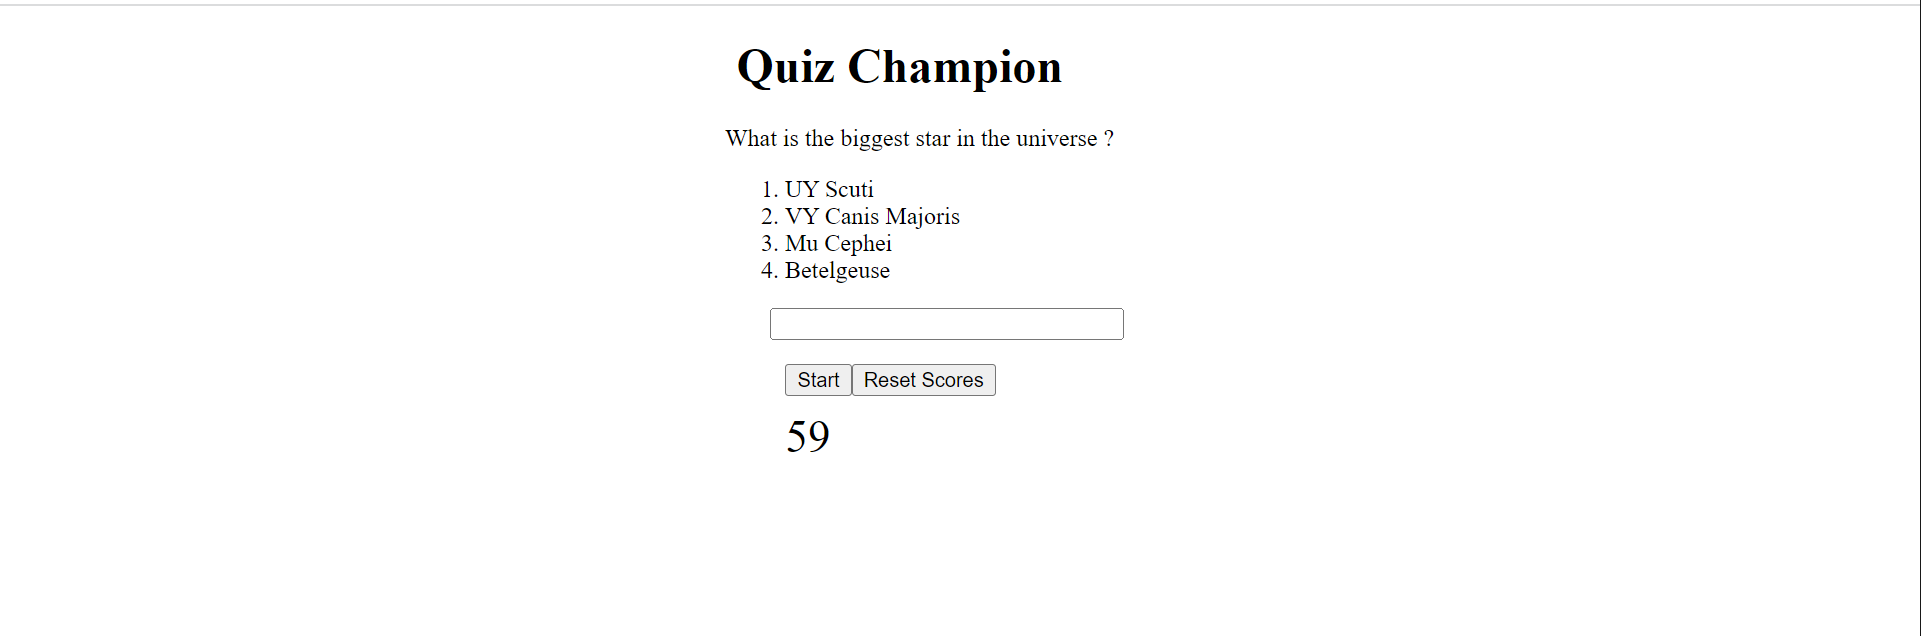 Quiz Champion
What is the biggest star in the universe ?
1. UY Scuti
2. VY Canis Majoris
3. Mu Cephei
4. Betelgeuse
Start Reset Scores
59